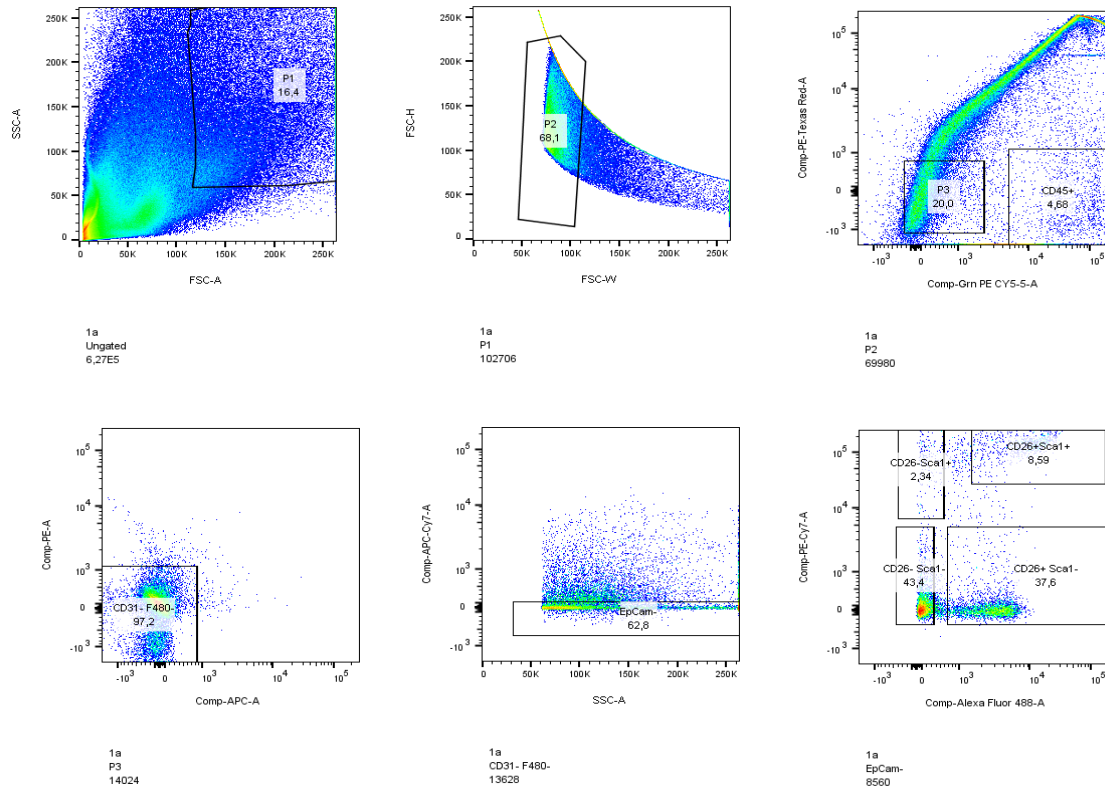 250K
200K
150K
100K
50K
0
SSC-A
P1
16,4
0 50K 100K 150K 200K 250K
FSC-A
1a
Ungated
6,27E5
250K
200K
150K
100K
50K
0
FSC-H
P2
68,1
0 50K 100K 150K 200K 250K
FSC-W
1a
P1
102706
10 5
10 4
10 3
0
-10 3
Comp-PE-Texas Red-A
P3
20,0
CD45+
4,68
-10 3 0 10 3 10 4 10 5
Comp-Grn PE CY5-5-A
1a
P2
69980
10 5
10 4
10 3
0
-10 3
Comp-PE-A
CD31- F480-
97,2
-10 3 0 10 3 10 4 10 5
Comp-APC-A
1a
P3
14024
10 5
10 4
10 3
0
-10 3
Comp-APC-Cy7-A
EpCam-
62,8
0 50K 100K 150K 200K 250K
SSC-A
1a
CD31- F480-
13628
10 5
10 4
10 3
0
-10 3
Comp-PE-Cy7-A
CD26-Sca1+
2,34
CD26+Sca1+
8,59
CD26- Sca1-
43,4
CD26+ Sca1-
37,6
-10 3 0 10 3 10 4 10 5
Comp-Alexa Fluor 488-A
1a
EpCam-
8560